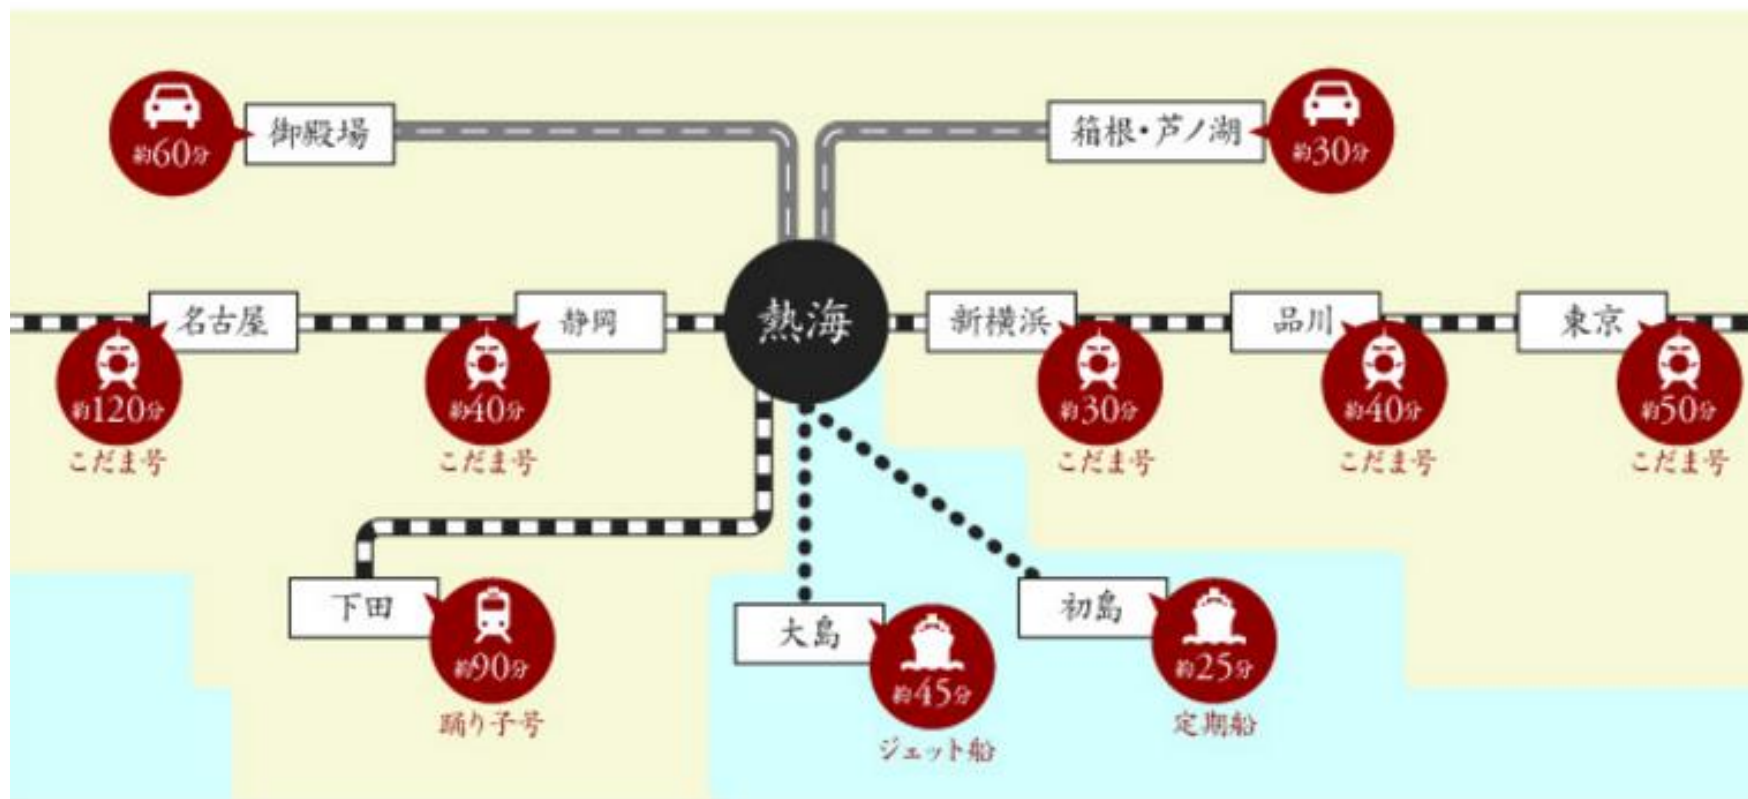 御殿場
約60分
箱根・芦ノ湖
約30分
熱海
名古屋
約120分
こだま号
静岡
約40分
こだま号
新横浜
約30分
こだま号
品川
約40分
こだま号
東京
約50分
こだま号
下田
約90分
踊り子号
大島
約45分
ジェット船
初島
約25分
定期船